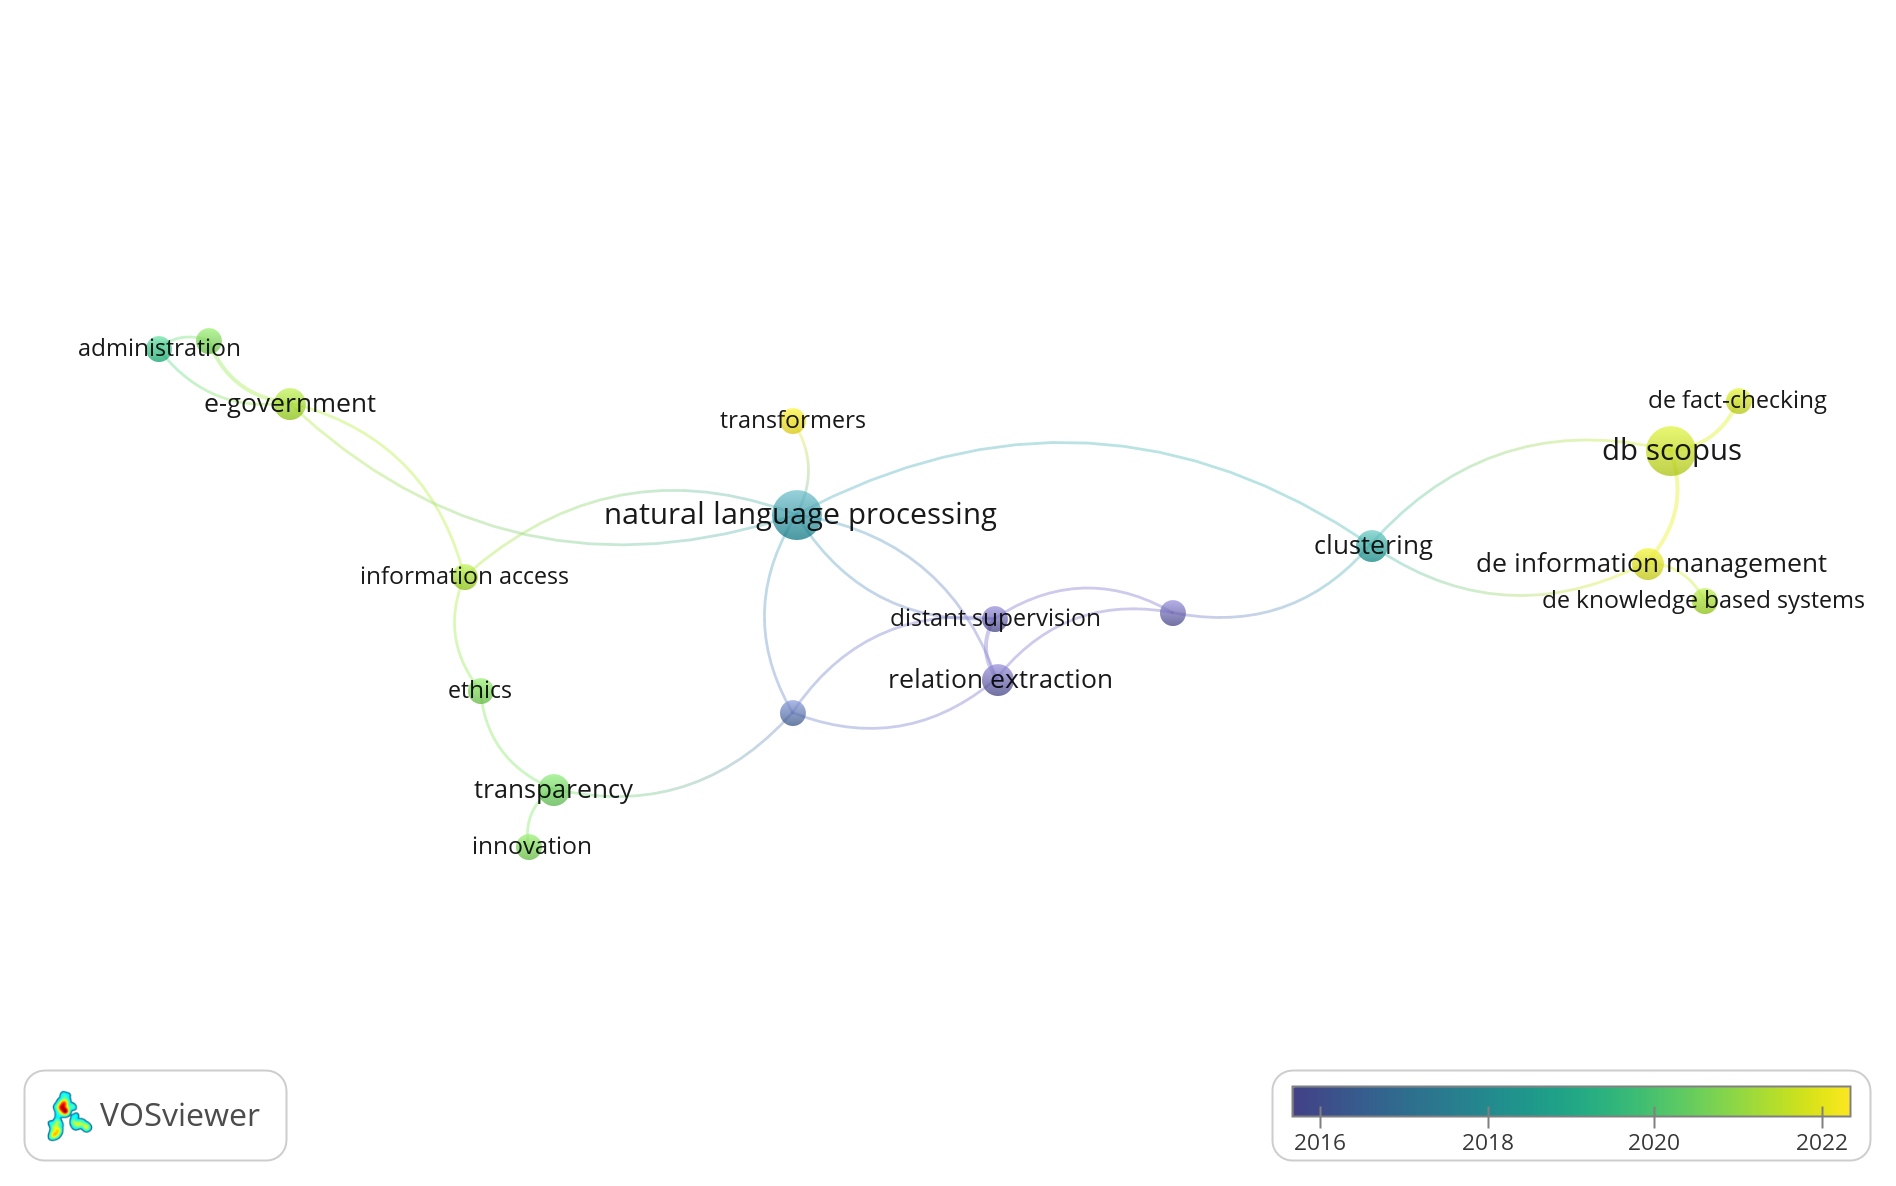 administration
e-government
de fact-checking
transformers
db scopus
natural language processing
clustering
de information management
information access
de knowledge based systems
distant supervision
relation extraction
ethics
transparency
innovation
VOSviewer
2016 2018 2020 2022